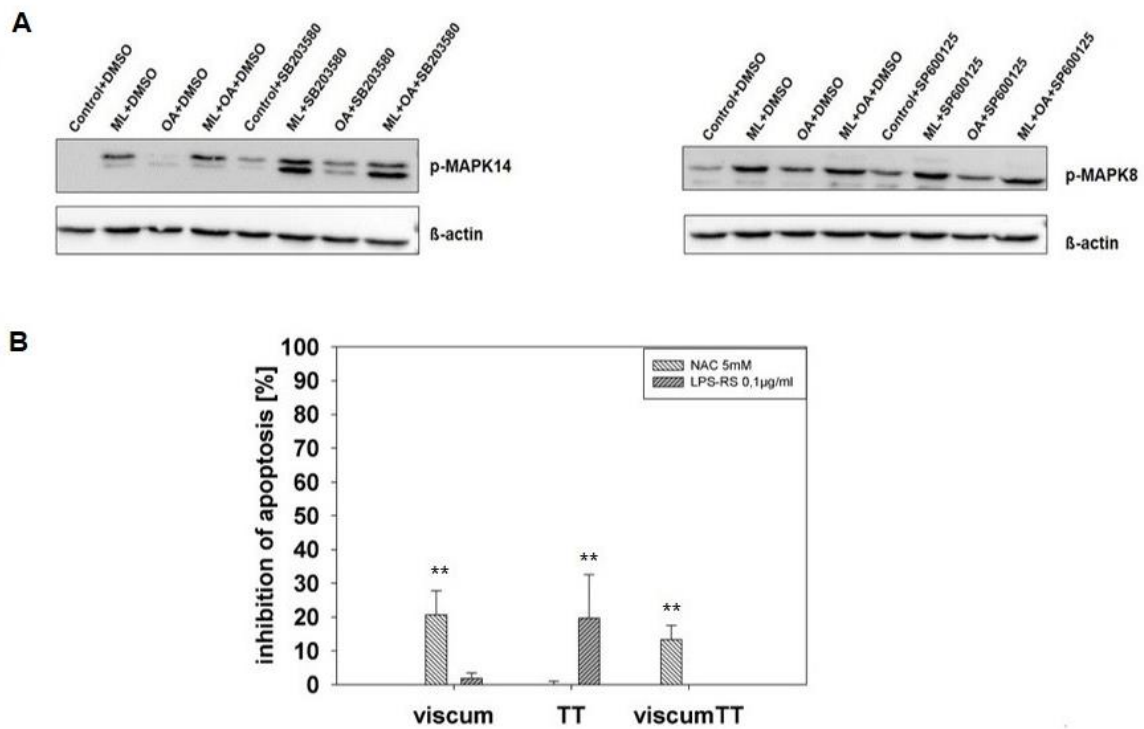 A
Control+DMSO
ML+DMSO
OA+DMSO
ML+OA+DMSO
Control+SB203580
ML+SB203580
OA+SB203580
ML+OA+SB203580
p-MAPK14
ß-actin
Control+DMSO
ML+DMSO
OA+DMSO
ML+OA+DMSO
Control+SP600125
ML+SP600125
OA+SP600125
ML+OA+SP600125
p-MAPK8
ß-actin
B
inhibition of apoptosis [%]
100
90
80
70
60
50
40
30
20
10
0
NAC 5mM
LPS-RS 0,1µg/ml
**
**
**
viscum TT viscumTT